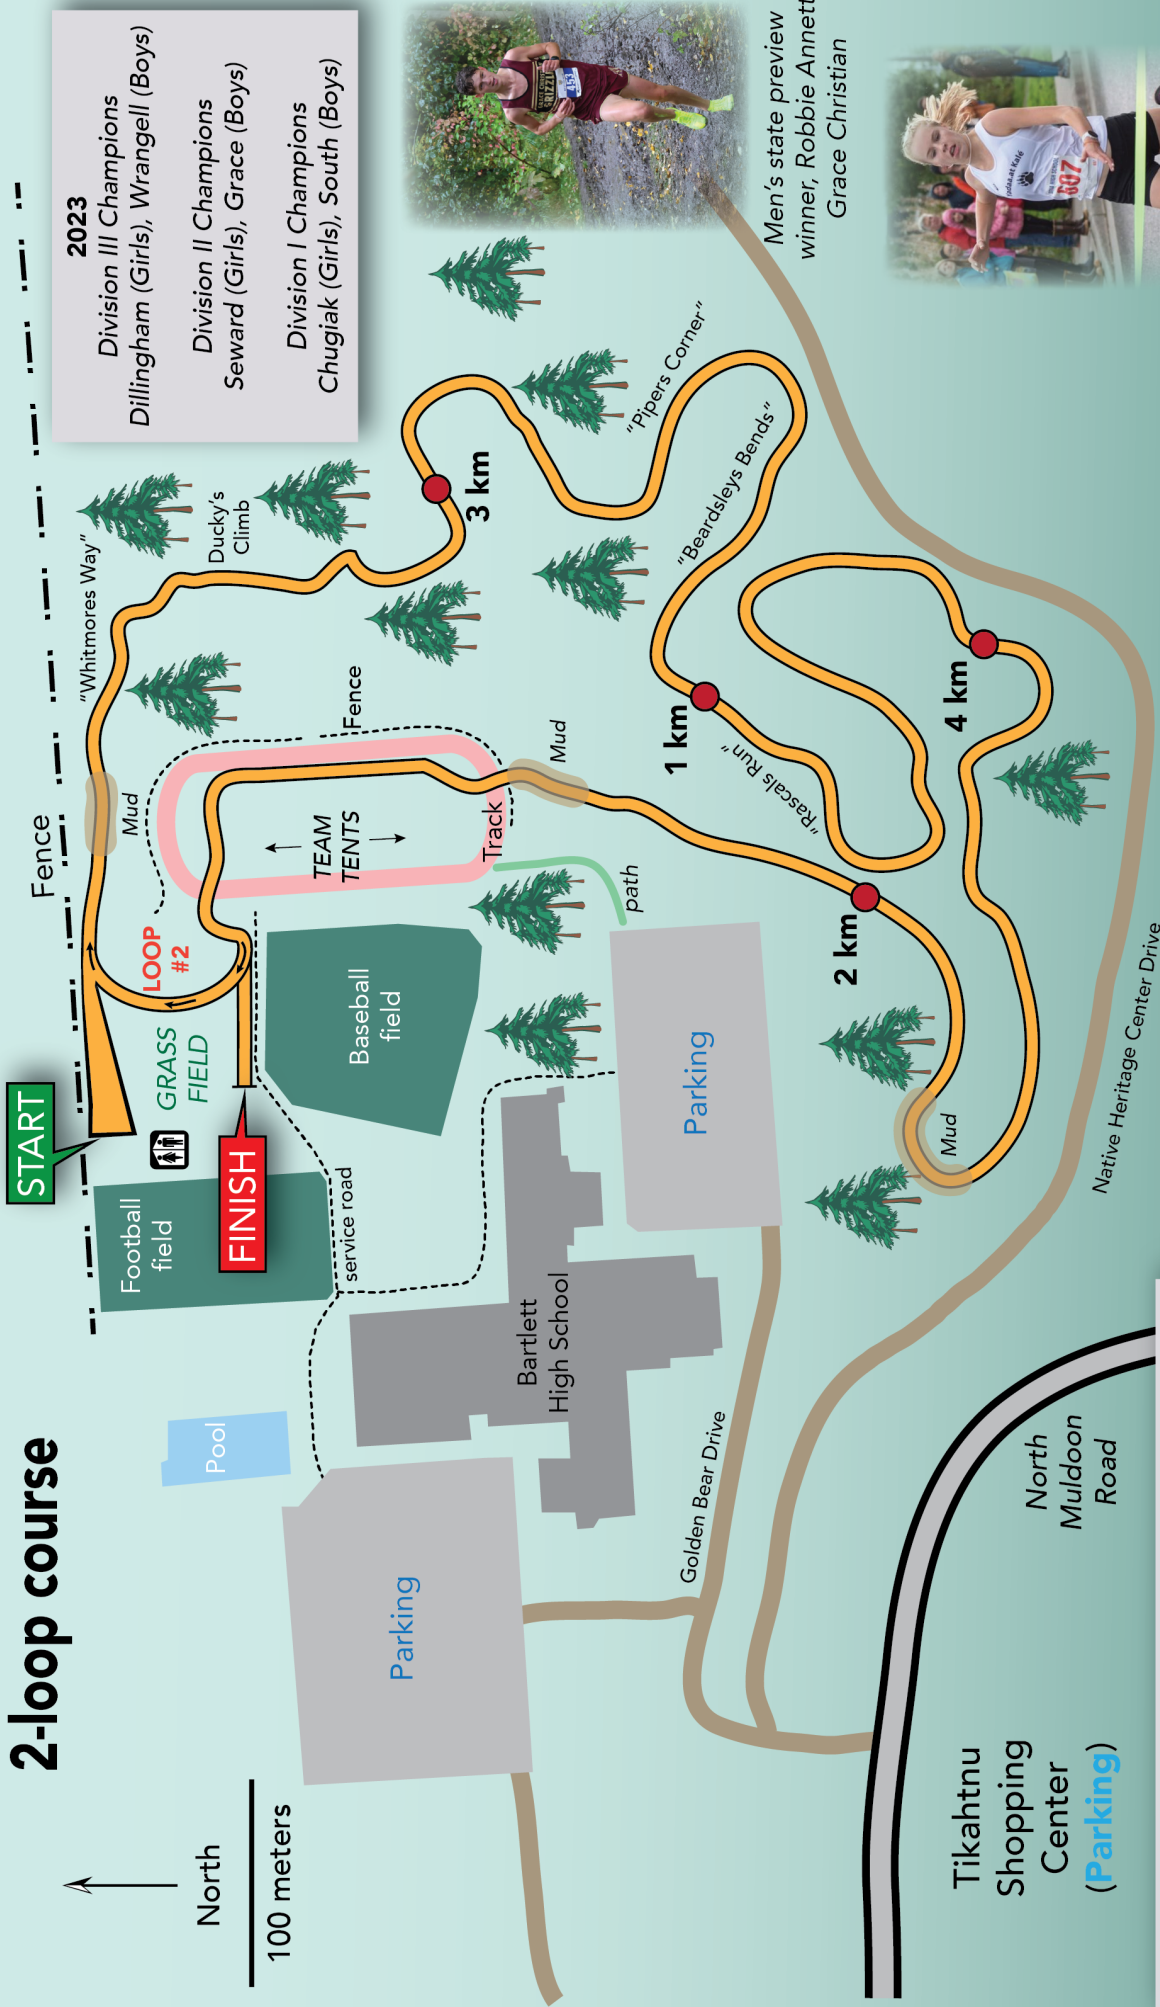 2-loop course
North
100 meters
START
FINISH
Football
field
Pool
GRASS
FIELD
LOOP
#2
Fence
Mud
"Whitmores Way"
Ducky's
Climb
2023
Division III Champions
Dillingham (Girls), Wrangell (Boys)
Division II Champions
Seward (Girls), Grace (Boys)
Division I Champions
Chugiak (Girls), South (Boys)
service road
Baseball
field
TEAM
TENTS
Fence
Track
Mud
path
3 km
"Pipers Corner"
"Beardsleys Bends"
1 km
"Rascals Run"
2 km
4 km
Mud
Parking
Bartlett
High School
Parking
Golden Bear Drive
Native Heritage Center Drive
North
Muldoon
Road
Tikahtnu
Shopping
Center
(Parking)
453
Men's state preview
winner, Robbie Annett
Grace Christian
607